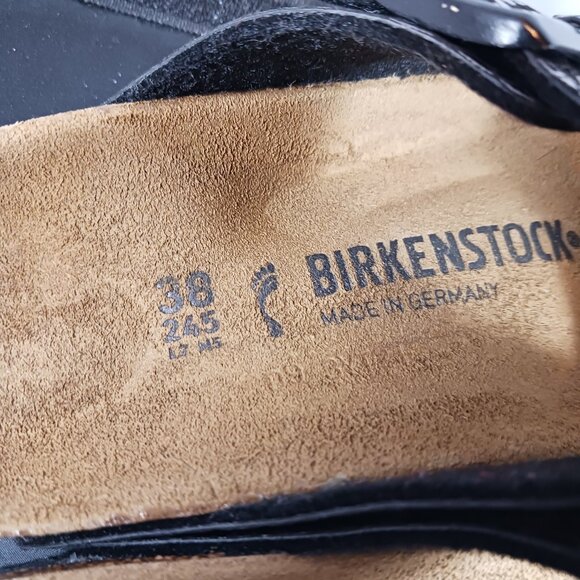 38
245
L7 M5
BIRKENSTOCK
MADE IN GERMANY